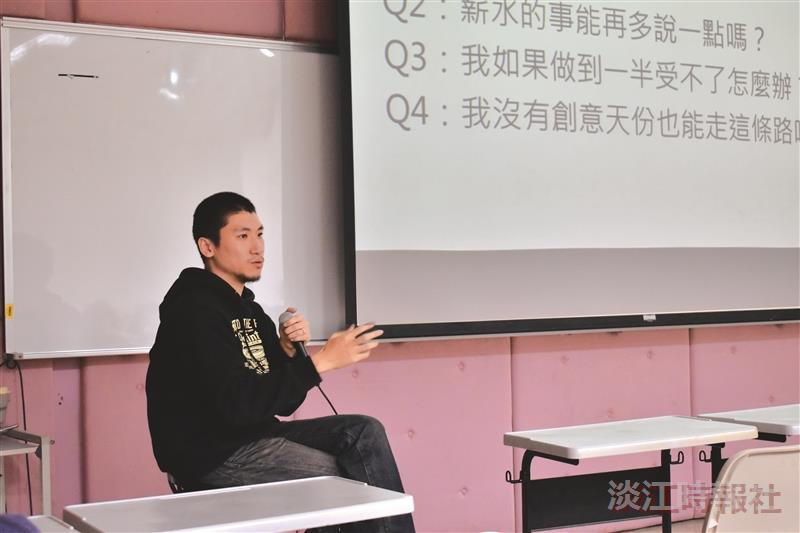 Q2：薪水的事能再多說一點嗎？
Q3：我如果做到一半受不了怎麼辦
Q4：我沒有創意天份也能走這條路
淡江時報社